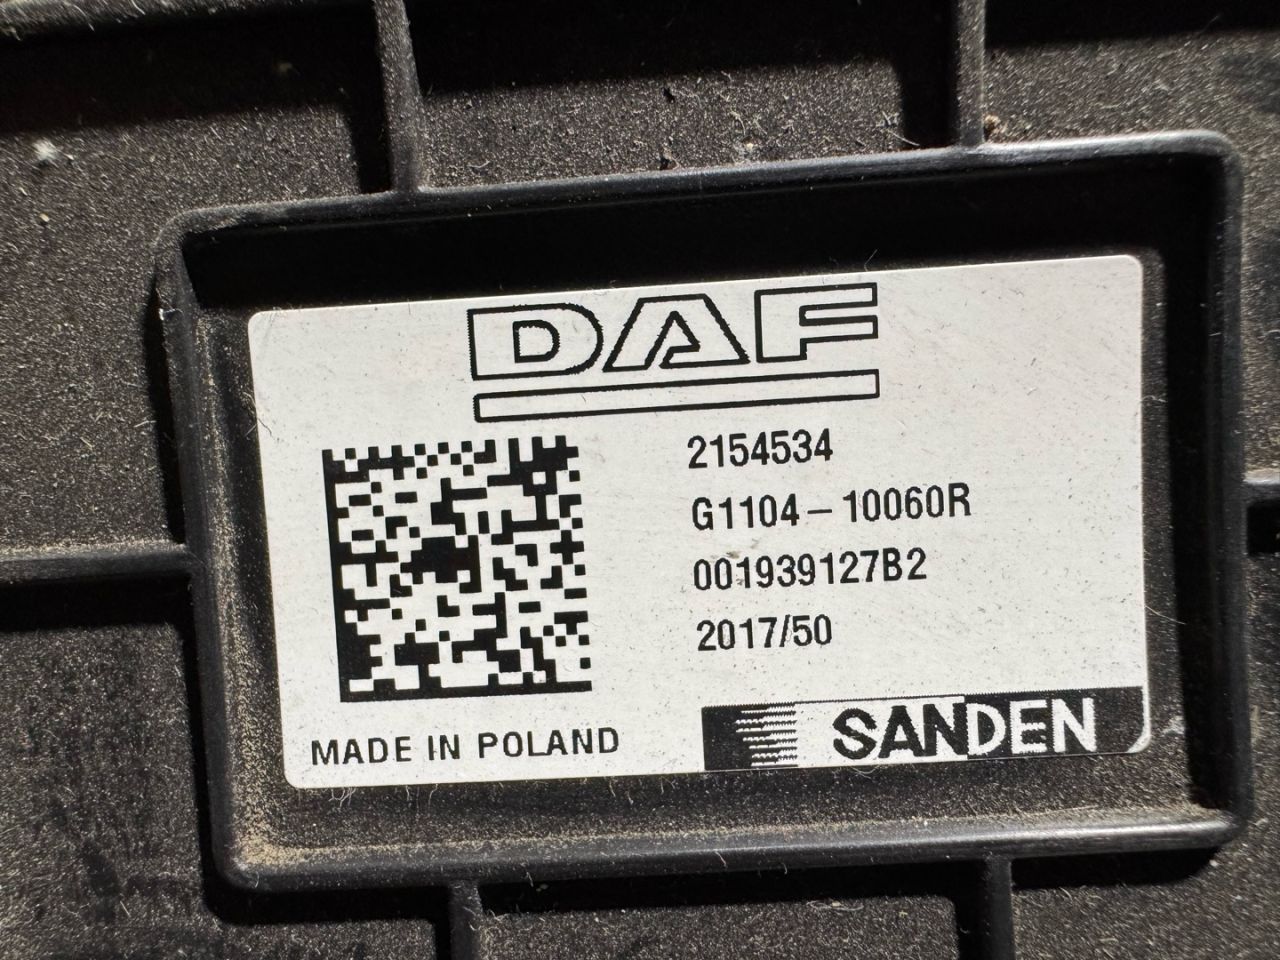 DAF
2154534
G1104-10060R
001939127B2
2017/50
MADE IN POLAND
SANDEN